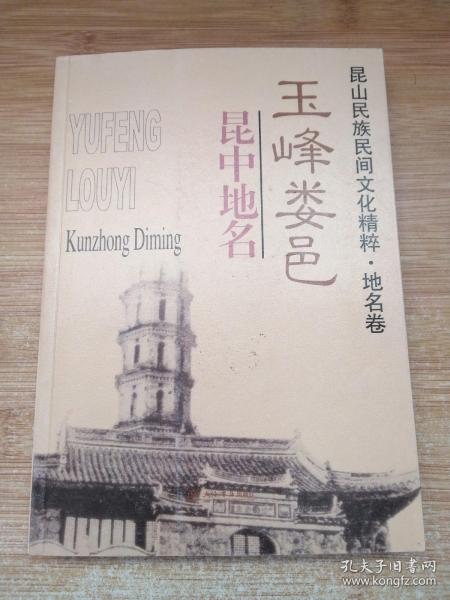 昆山民族民间文化精粹·地名卷
玉峰娄邑
昆中地名
YUFENG
LOUYI
Kunzhong Diming
孔夫子旧书网
www.kongfz.com